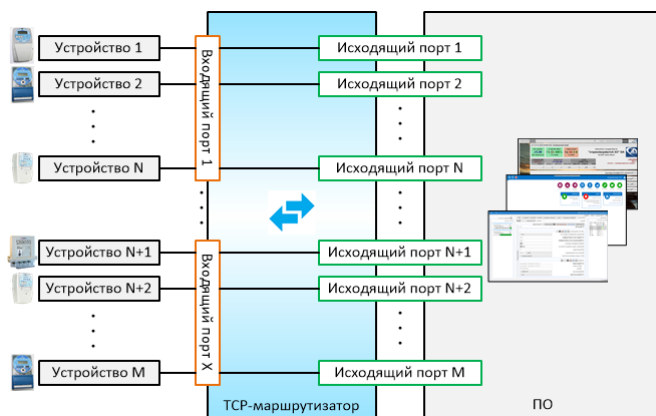 Устройство 1
Исходящий порт 1
Устройство 2
Исходящий порт 2
Входящий порт 1
Устройство N
Исходящий порт N
Устройство N+1
Исходящий порт N+1
Устройство N+2
Исходящий порт N+2
Входящий порт X
Устройство M
Исходящий порт M
TCP-маршрутизатор
ПО